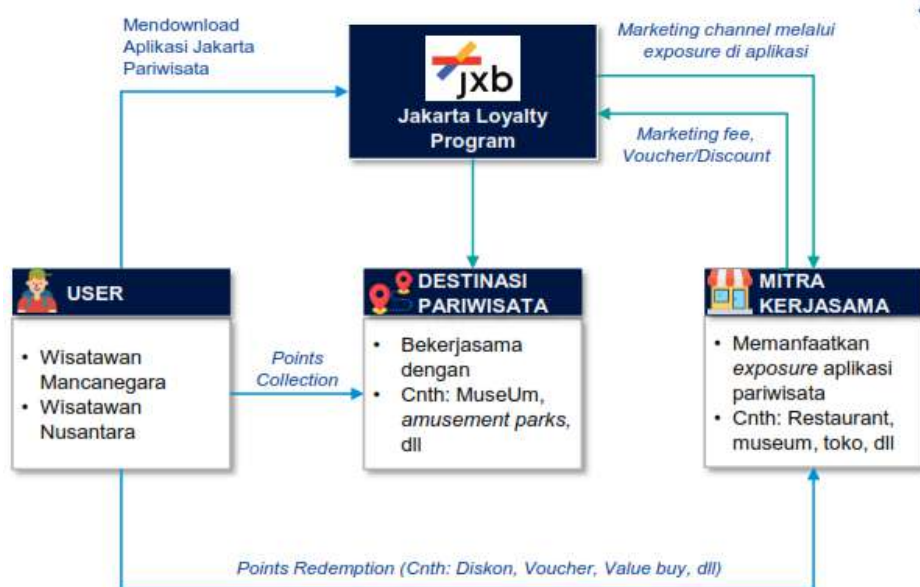 Mendownload
Aplikasi Jakarta
Pariwisata
jxb
Jakarta Loyalty
Program
Marketing channel melalui
exposure di aplikasi
Marketing fee,
Voucher/Discount
USER
• Wisatawan
Mancanegara
• Wisatawan
Nusantara
Points
Collection
DESTINASI
PARIWISATA
• Bekerjasama
dengan
• Cnth: MuseUm,
amusement parks,
dll
MITRA
KERJASAMA
• Memanfaatkan
exposure aplikasi
pariwisata
• Cnth: Restaurant,
museum, toko, dll
Points Redemption (Cnth: Diskon, Voucher, Value buy, dll)